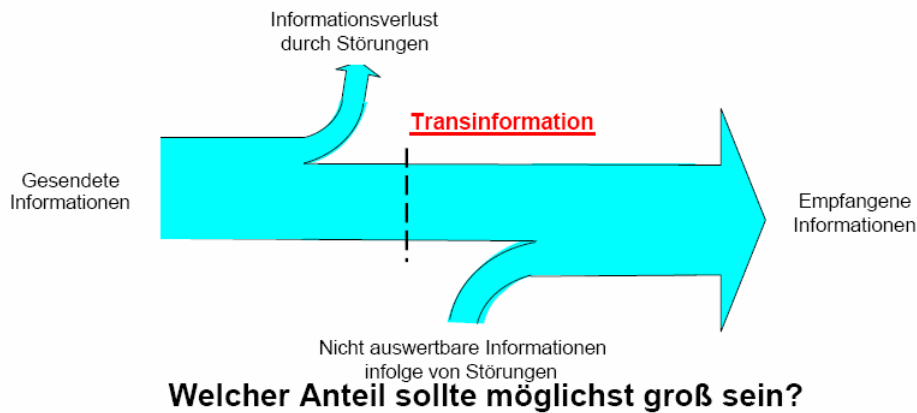 Informationsverlust
durch Störungen
Transinformation
Gesendete
Informationen
Empfangene
Informationen
Nicht auswertbare Informationen
infolge von Störungen
Welcher Anteil sollte möglichst groß sein?